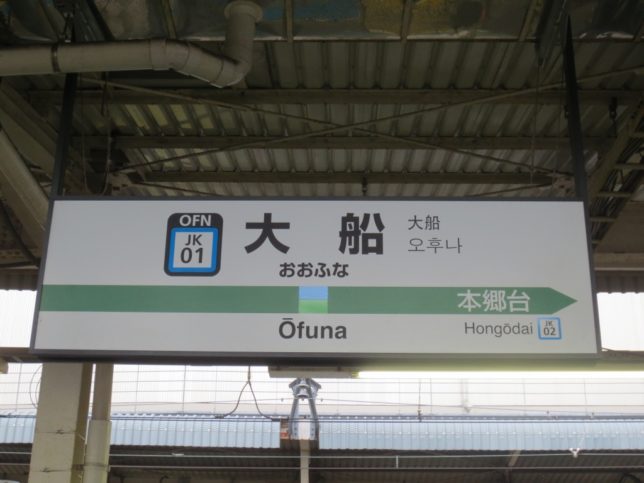 OFN
JK
01
大船
おおふな
大船
오후나
本郷台
Ōfuna
Hongōdai
JK
02